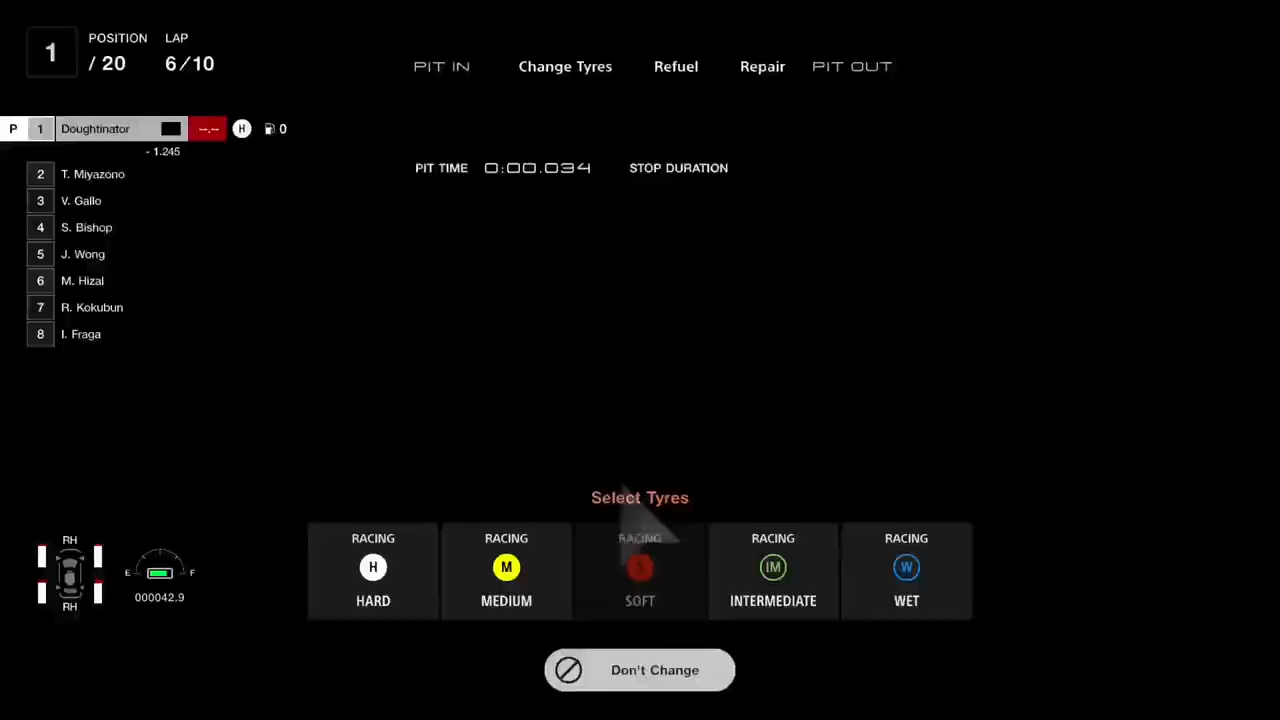 1
POSITION
/ 20
LAP
6/10
PIT IN
Change Tyres
Refuel
Repair
PIT OUT
P 1 Doughtinator --.-- H 0
- 1.245
PIT TIME 0:00.034 STOP DURATION
2 T. Miyazono
3 V. Gallo
4 S. Bishop
5 J. Wong
6 M. Hizal
7 R. Kokubun
8 I. Fraga
Select Tyres
RACING
H
HARD
RACING
M
MEDIUM
RACING
S
SOFT
RACING
IM
INTERMEDIATE
RACING
W
WET
RH
RH
E F
000042.9
Don't Change